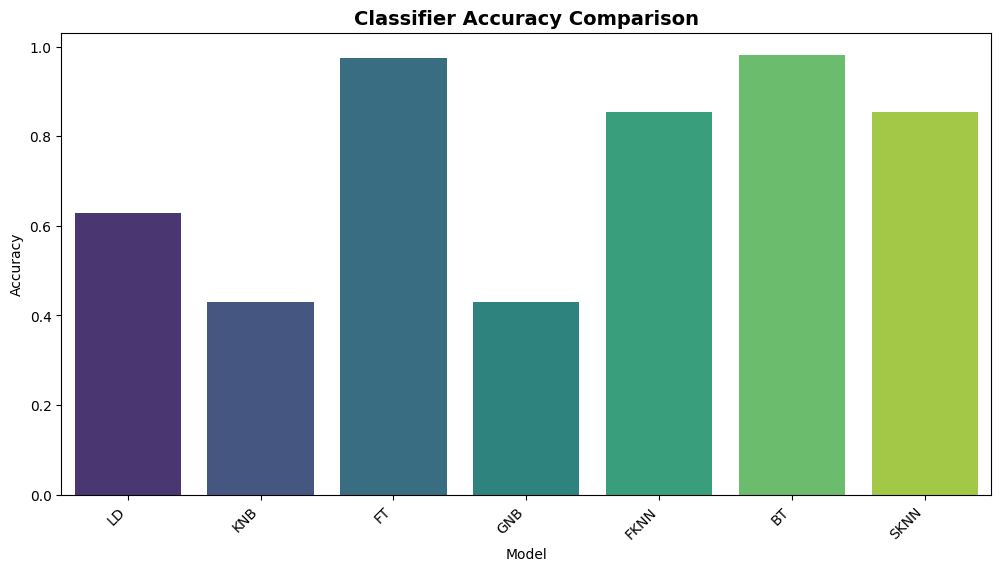 Classifier Accuracy Comparison
1.0
0.8
0.6
0.4
0.2
0.0
Accuracy
LD
KNB
FT
GNB
FKNN
BT
SKNN
Model